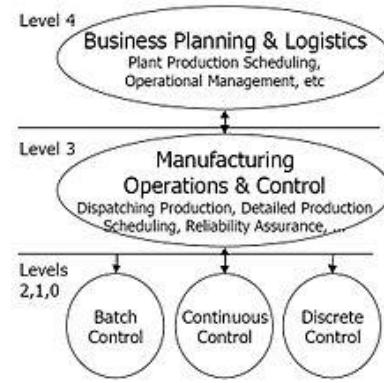 Level 4
Business Planning & Logistics
Plant Production Scheduling,
Operational Management, etc
Level 3
Manufacturing
Operations & Control
Dispatching Production, Detailed Production
Scheduling, Reliability Assurance, ...
Levels
2,1,0
Batch
Control
Continuous
Control
Discrete
Control